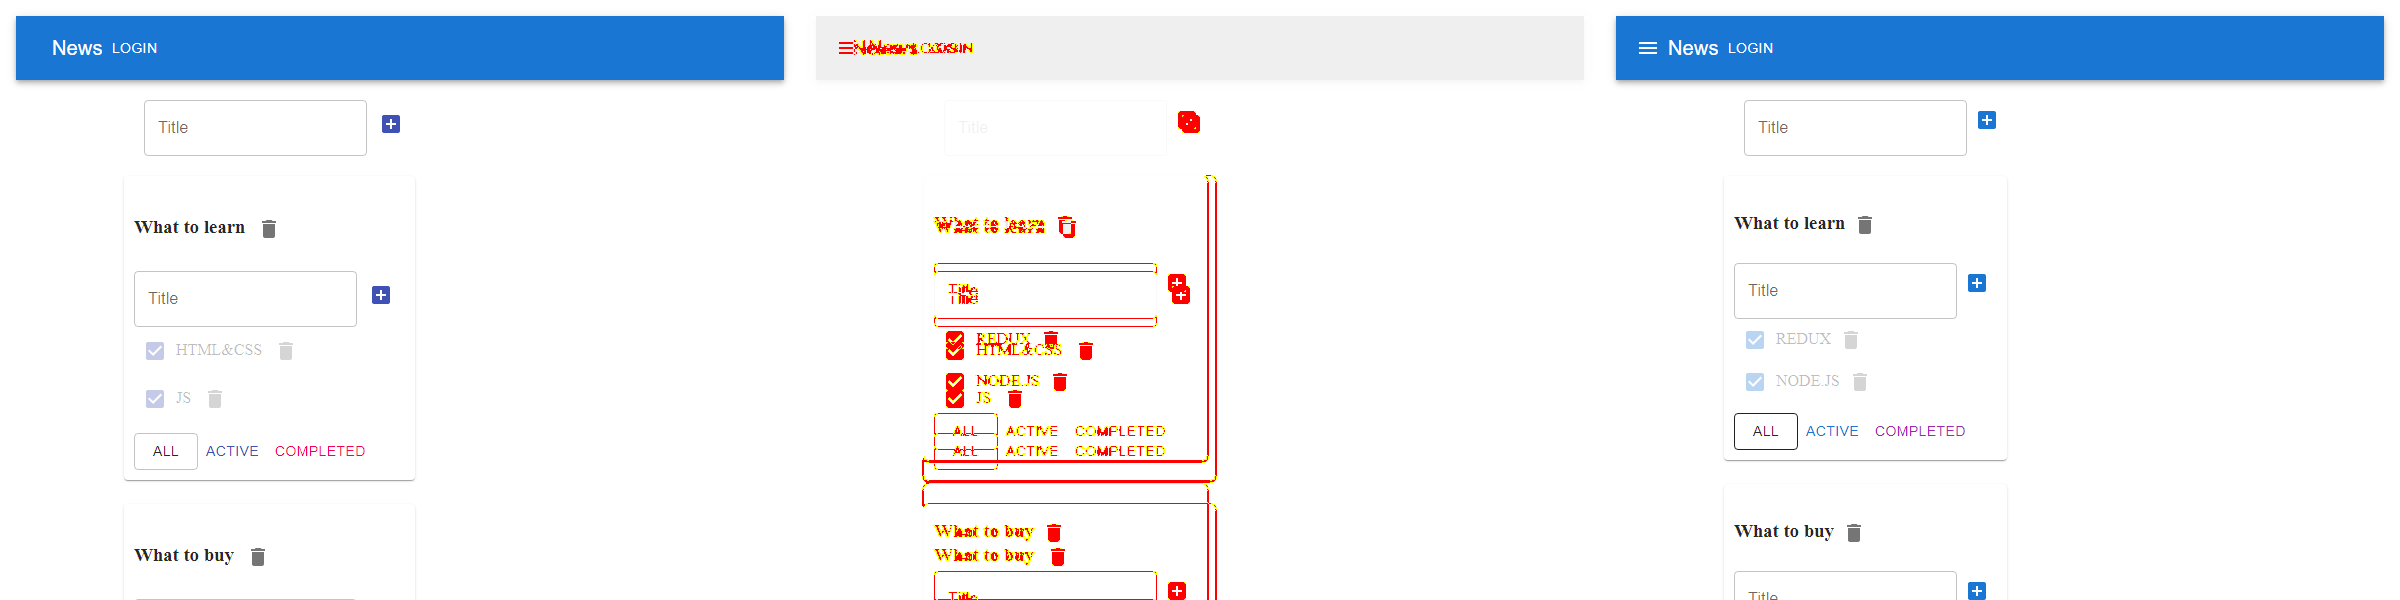 News LOGIN
Title
What to learn
Title
HTML&CSS
JS
ALL ACTIVE COMPLETED
What to buy
LOGIN
Title
What to learn
Title
REDUX
HTML&CSS
NODE.JS
JS
ALL ACTIVE COMPLETED
ALL ACTIVE COMPLETED
What to buy
What to buy
Title
News LOGIN
Title
What to learn
Title
REDUX
NODE.JS
ALL ACTIVE COMPLETED
What to buy
Title